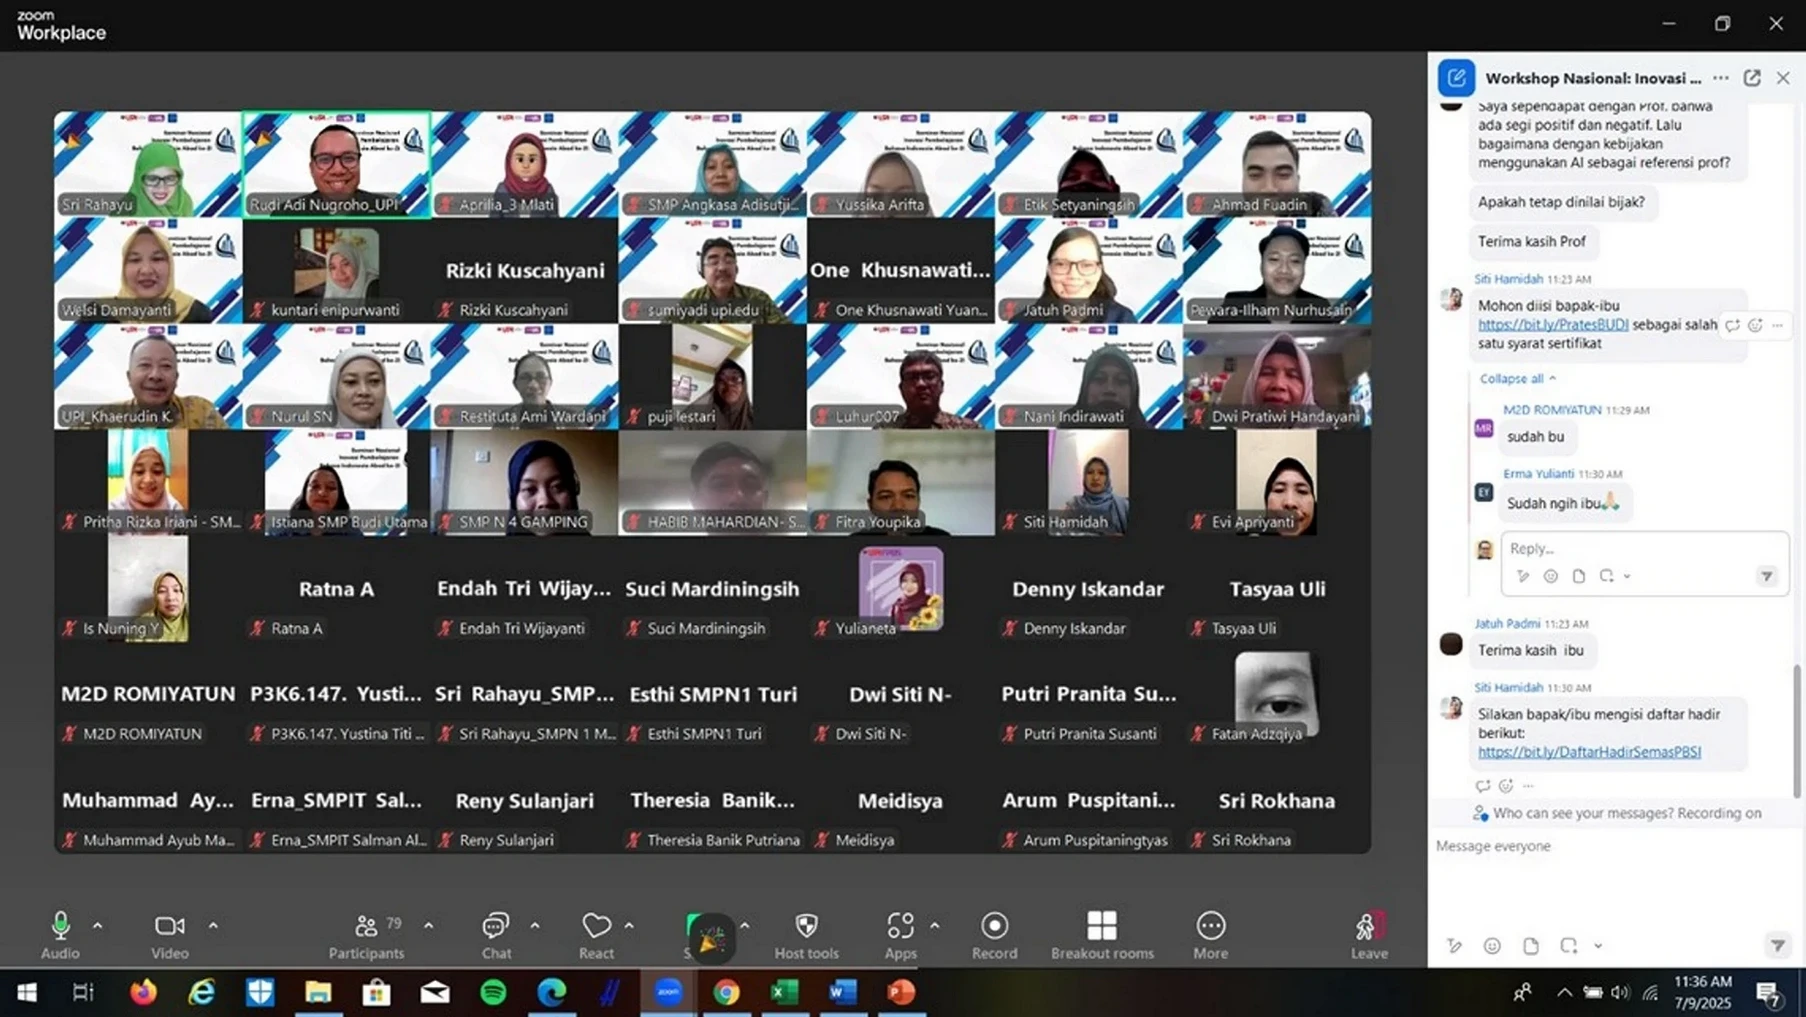 zoom
Workplace
Sri Rahayu
Rudi Adi Nugroho_UPI
Aprilia_3 Mlati
SMP Angkasa Adisutji...
Yussika Arifta
Etik Setyaningsih
Ahmad Fuadin
Welsi Damayanti
kuntari enipurwanti
Rizki Kuscahyani
Rizki Kuscahyani
sumiyadi upi.edu
One Khusnawati...
One Khusnawati Yuan...
Jatuh Padmi
Pewara-Ilham Nurhusain
UPI_Khaerudin K.
Nurul SN
Restituta Ami Wardani
puji lestari
Luhur007
Nani Indirawati
Dwi Pratiwi Handayani
Pritha Rizka Iriani - SM...
Istiana SMP Budi Utama
SMP N 4 GAMPING
HABIB MAHARDIAN- S...
Fitra Youpika
Siti Hamidah
Evi Apriyanti
Is Nuning Y
Ratna A
Ratna A
Endah Tri Wijay...
Endah Tri Wijayanti
Suci Mardiningsih
Suci Mardiningsih
Yulianeta
Denny Iskandar
Denny Iskandar
Tasyaa Uli
Tasyaa Uli
M2D ROMIYATUN
M2D ROMIYATUN
P3K6.147. Yusti...
P3K6.147. Yustina Titi ...
Sri Rahayu_SMP...
Sri Rahayu_SMPN 1 M...
Esthi SMPN1 Turi
Esthi SMPN1 Turi
Dwi Siti N-
Dwi Siti N-
Putri Pranita Su...
Putri Pranita Susanti
Fatan Adzqiya
Muhammad Ay...
Muhammad Ayub Ma...
Erna_SMPIT Sal...
Erna_SMPIT Salman Al...
Reny Sulanjari
Reny Sulanjari
Theresia Banik...
Theresia Banik Putriana
Meidisya
Meidisya
Arum Puspitani...
Arum Puspitaningtyas
Sri Rokhana
Sri Rokhana
Workshop Nasional: Inovasi ...
Saya sependapat dengan Prof. bahwa
ada segi positif dan negatif. Lalu
bagaimana dengan kebijakan
menggunakan AI sebagai referensi prof?
Apakah tetap dinilai bijak?
Terima kasih Prof
Siti Hamidah 11:23 AM
Mohon diisi bapak-ibu
https://bit.ly/PratesBUDI sebagai salah
satu syarat sertifikat
Collapse all
M2D ROMIYATUN 11:29 AM
MR
sudah bu
Erma Yulianti 11:30 AM
EY
Sudah ngih ibu🙏🏻
Reply...
Jatuh Padmi 11:23 AM
Terima kasih ibu
Siti Hamidah 11:30 AM
Silakan bapak/ibu mengisi daftar hadir
berikut:
https://bit.ly/DaftarHadirSemasPBSI
Who can see your messages? Recording on
Message everyone
Audio
Video
79
Participants
Chat
React
Host tools
Apps
Record
Breakout rooms
More
Leave
zoom
11:36 AM
7/9/2025
7